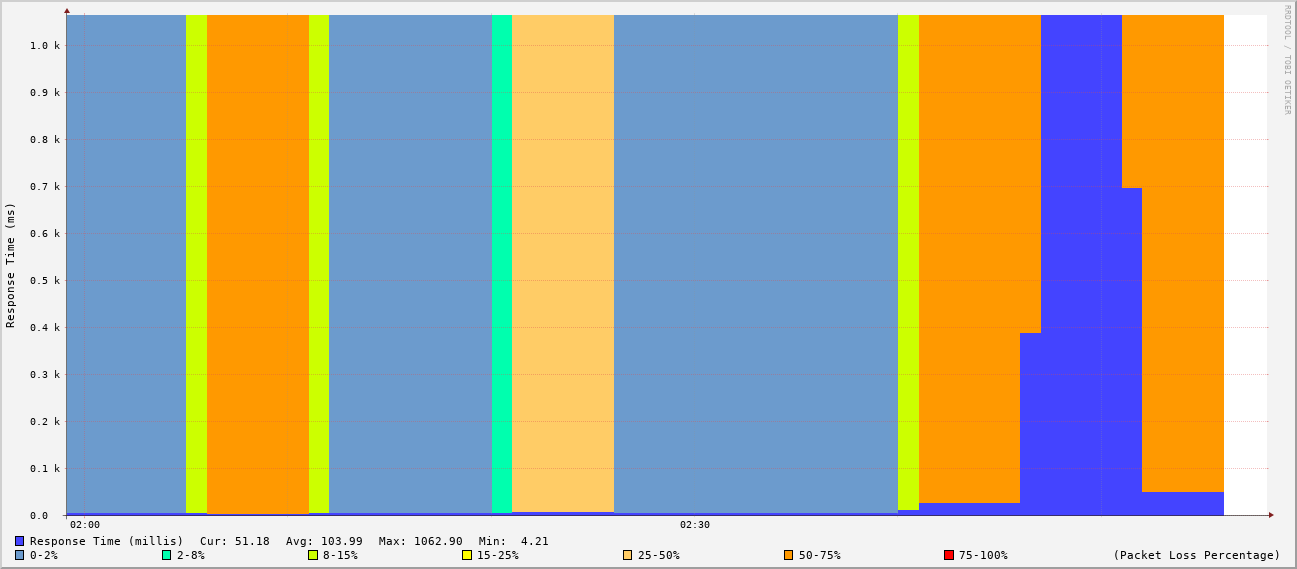 RRDTOOL / TOBI OETIKER
Response Time (ms)
1.0 k
0.9 k
0.8 k
0.7 k
0.6 k
0.5 k
0.4 k
0.3 k
0.2 k
0.1 k
0.0
02:00 02:30
Response Time (millis) Cur: 51.18 Avg: 103.99 Max: 1062.90 Min: 4.21
0-2% 2-8% 8-15% 15-25% 25-50% 50-75% 75-100% (Packet Loss Percentage)